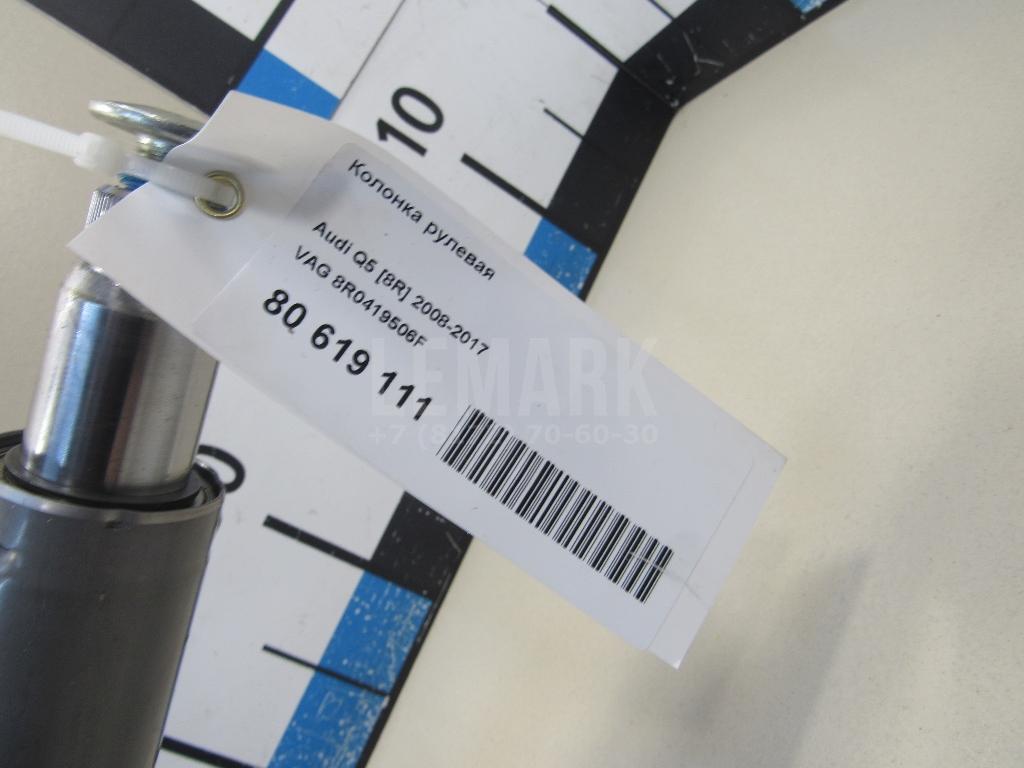 10
Колонка рулевая
Audi Q5 [8R] 2008-2017
VAG 8R0419506F
80 619 111
LEMARK
70-60-30